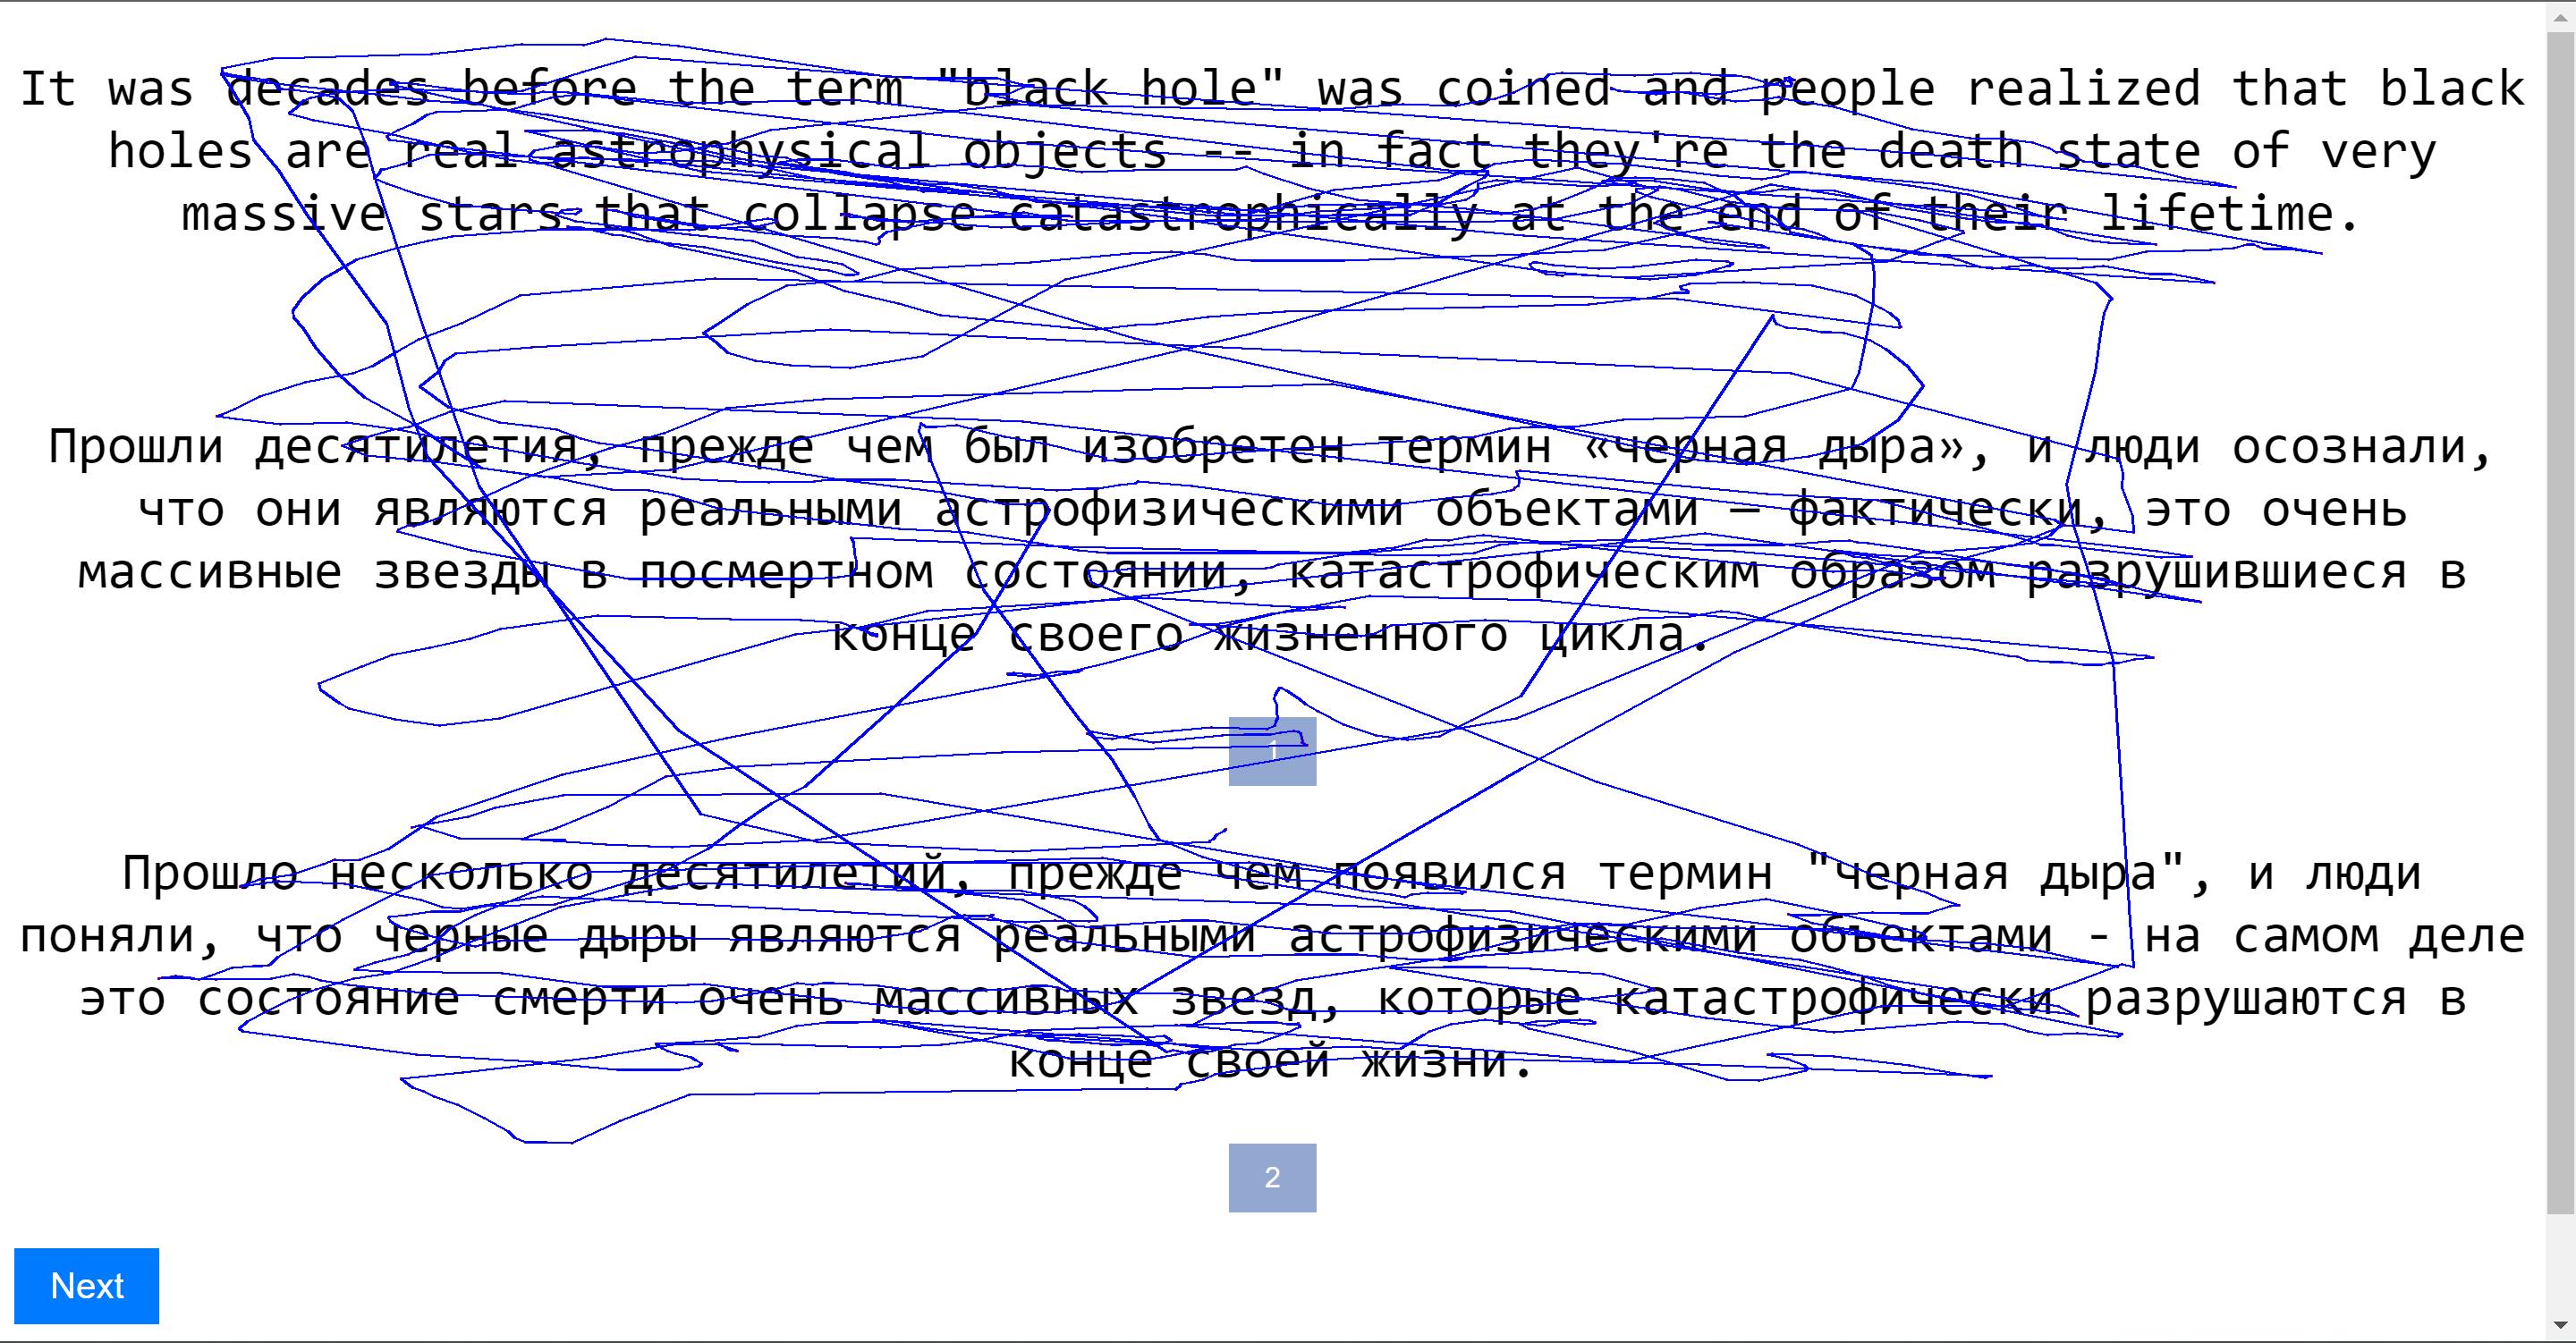 It was decades before the term "black hole" was coined and people realized that black
holes are real astrophysical objects -- in fact they're the death state of very
massive stars that collapse catastrophically at the end of their lifetime.
Прошли десятилетия, прежде чем был изобретен термин «черная дыра», и люди осознали,
что они являются реальными астрофизическими объектами — фактически, это очень
массивные звезды в посмертном состоянии, катастрофическим образом разрушившиеся в
конце своего жизненного цикла.
1
Прошло несколько десятилетий, прежде чем появился термин "черная дыра", и люди
поняли, что черные дыры являются реальными астрофизическими объектами - на самом деле
это состояние смерти очень массивных звезд, которые катастрофически разрушаются в
конце своей жизни.
2
Next